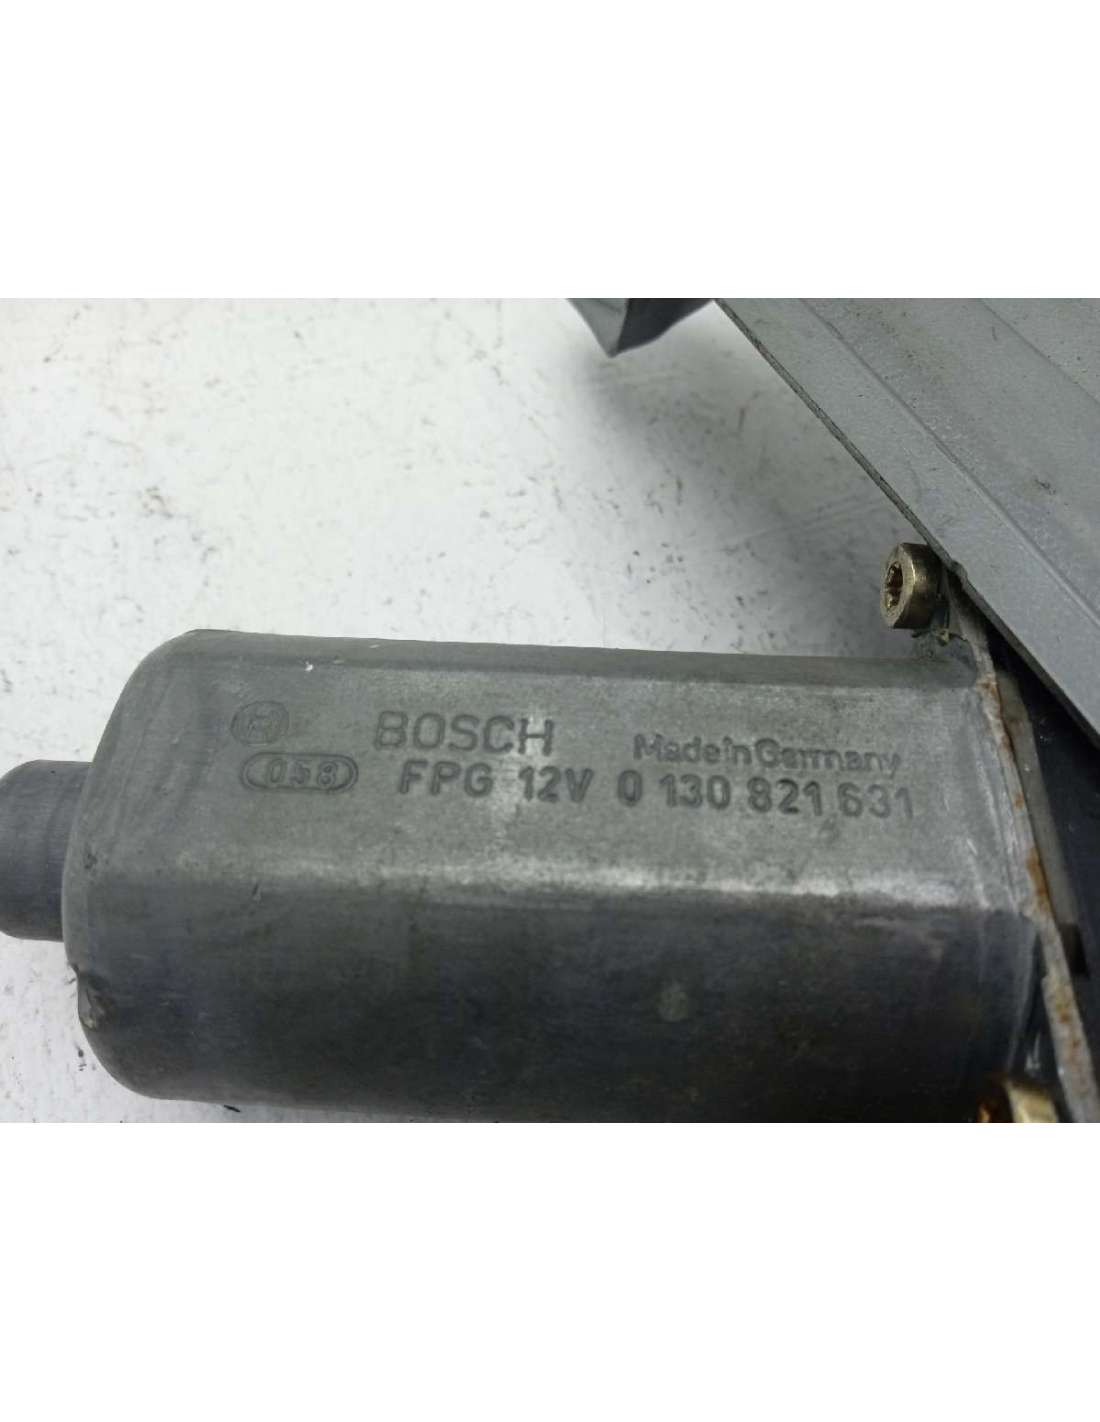 BOSCH Made in Germany
058 FPG 12V 0 130 821 631